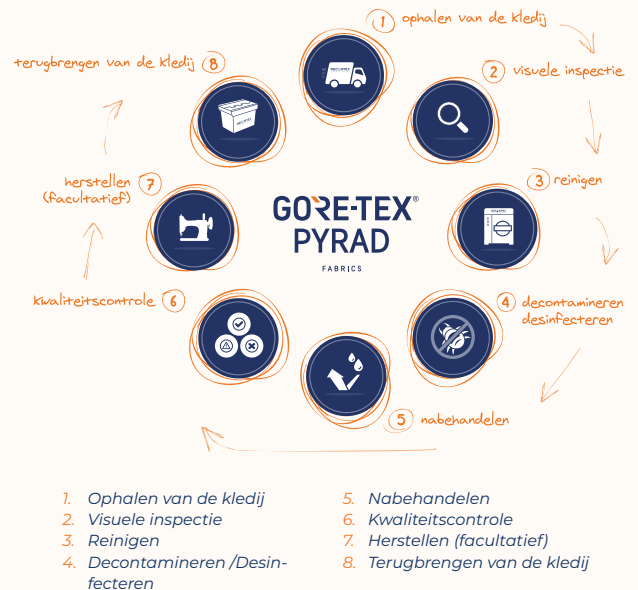 1 ophalen van de kledij
2 visuele inspectie
3 reinigen
4 decontamineren
desinfecteren
5 nabehandelen
6 kwaliteitscontrole
7 herstellen
(facultatief)
8 terugbrengen van de kledij
GORE-TEX®
PYRAD
FABRICS
1. Ophalen van de kledij
2. Visuele inspectie
3. Reinigen
4. Decontamineren /Desin-
fecteren
5. Nabehandelen
6. Kwaliteitscontrole
7. Herstellen (facultatief)
8. Terugbrengen van de kledij